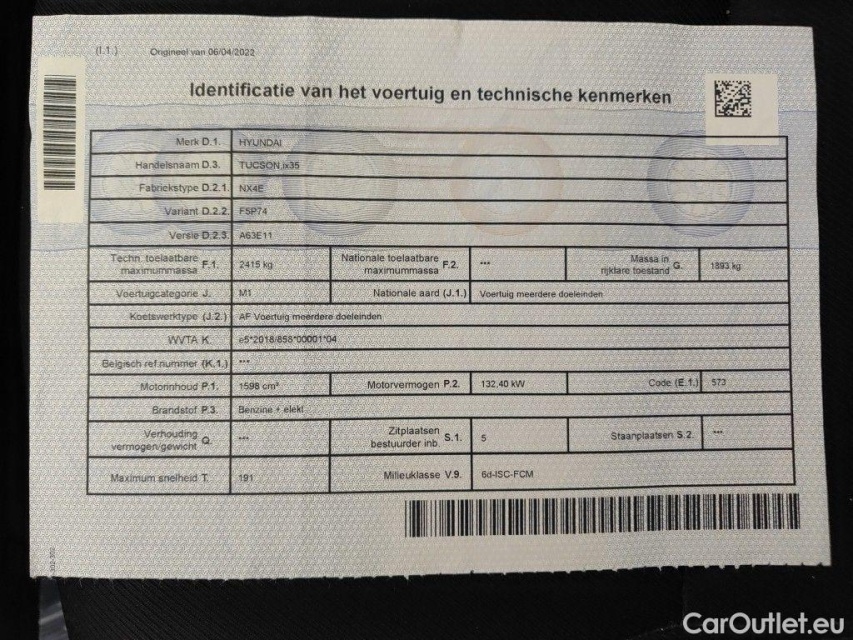 (I.1.) Origineel van 06/04/2022
Identificatie van het voertuig en technische kenmerken
Merk D.1. HYUNDAI
Handelsnaam D.3. TUCSON,ix35
Fabriekstype D.2.1. NX4E
Variant D.2.2. F5P74
Versie D.2.3. A63E11
Techn. toelaatbare maximummassa F.1. 2415 kg Nationale toelaatbare maximummassa F.2. *** Massa in rijklare toestand G. 1893 kg
Voertuigcategorie J. M1 Nationale aard (J.1.) Voertuig meerdere doeleinden
Koetswerktype (J.2.) AF Voertuig meerdere doeleinden
WVTA K. e5*2018/858*00001*04
Belgisch ref.nummer (K.1.) ***
Motorinhoud P.1. 1598 cm³ Motorvermogen P.2. 132,40 kW Code (E.1.) 573
Brandstof P.3. Benzine + elekt
Verhouding vermogen/gewicht Q. *** Zitplaatsen bestuurder inb. S.1. 5 Staanplaatsen S.2. ***
Maximum snelheid T. 191 Milieuklasse V.9. 6d-ISC-FCM
CarOutlet.eu